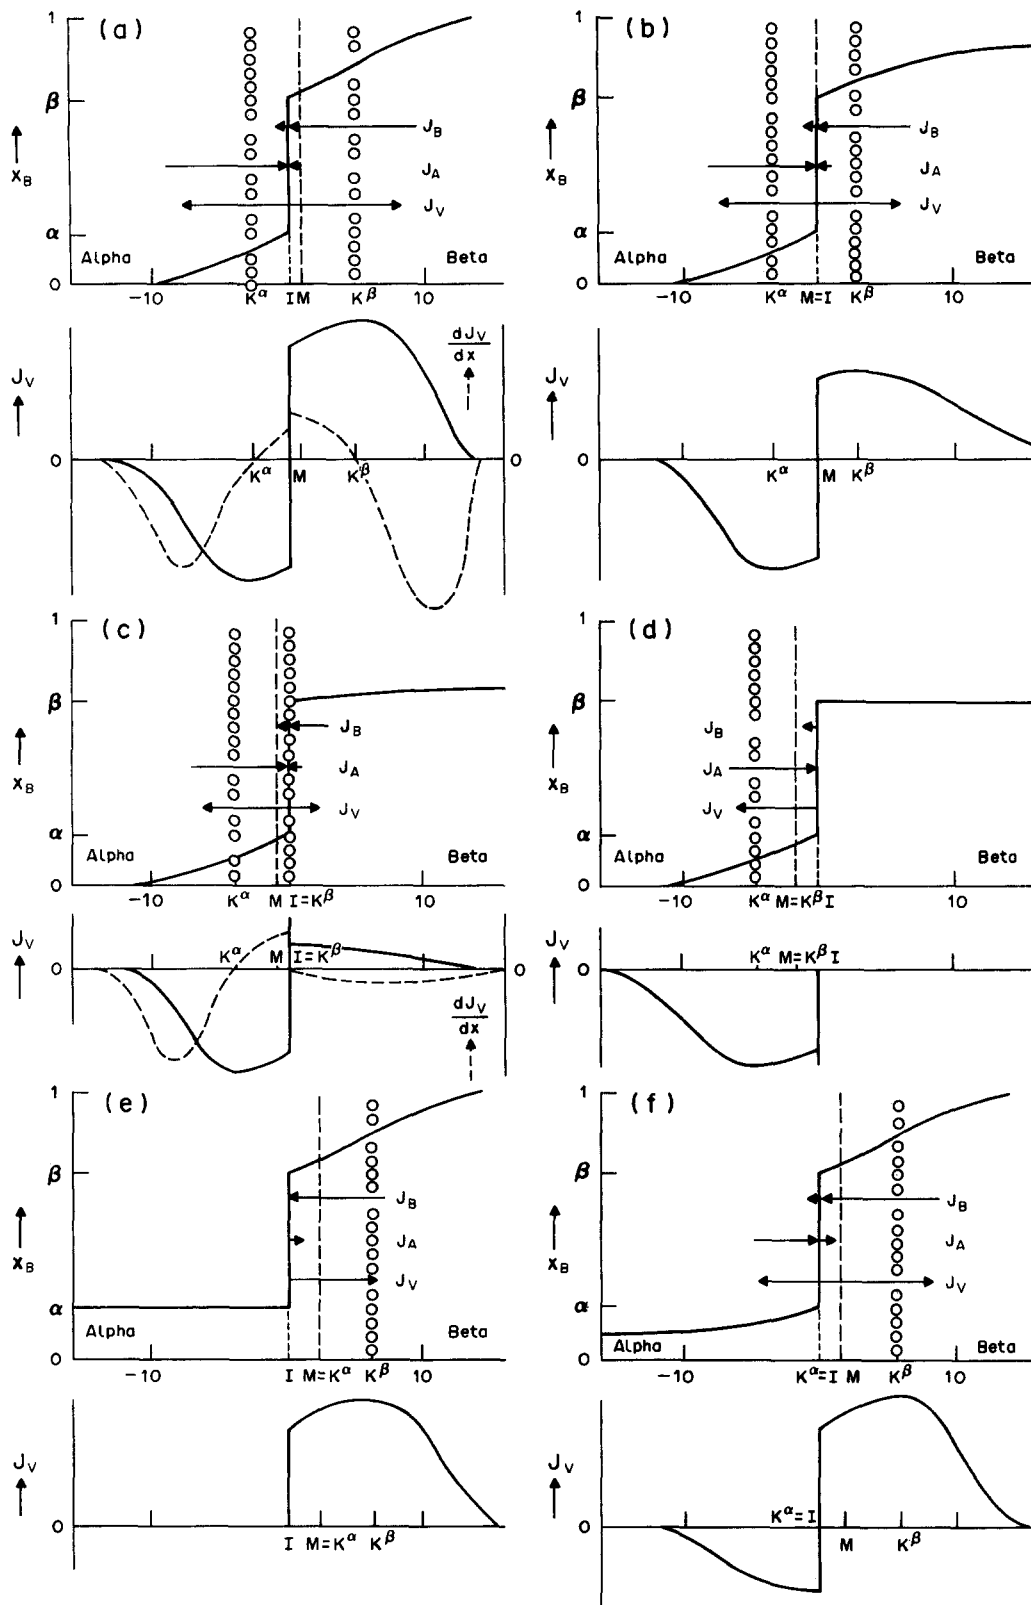 (a)
1
β
X_B
α
0
Alpha
Beta
J_B
J_A
J_V
-10
K^α
I M
K^β
10
J_V
0
K^α
M
K^β
dJ_V
dx
0
(b)
1
β
X_B
α
0
Alpha
Beta
J_B
J_A
J_V
-10
K^α
M=I
K^β
10
J_V
0
K^α
M
K^β
(c)
1
β
X_B
α
0
Alpha
Beta
J_B
J_A
J_V
-10
K^α
M I=K^β
10
J_V
0
K^α
M
I=K^β
0
dJ_V
dx
(d)
1
β
X_B
α
0
Alpha
Beta
J_B
J_A
J_V
-10
K^α M=K^β I
10
J_V
0
K^α M=K^β I
-10
10
(e)
1
β
X_B
α
0
Alpha
Beta
J_B
J_A
J_V
-10
I M=K^α K^β
10
J_V
0
I M=K^α K^β
(f)
1
β
X_B
α
0
Alpha
Beta
J_B
J_A
J_V
-10
K^α=I M
K^β
10
J_V
0
K^α=I
M
K^β